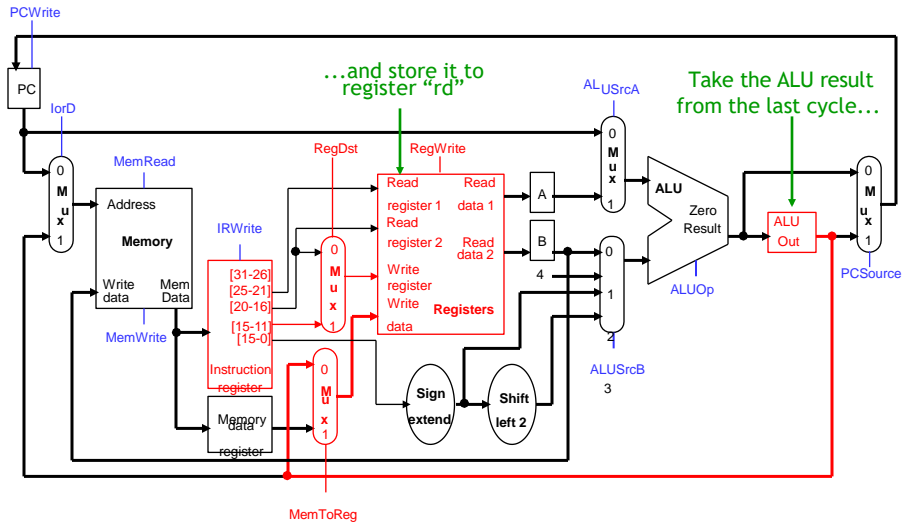 PCWrite
...and store it to
register “rd”
Take the ALU result
from the last cycle...
PC
IorD
ALUSrcA
MemRead
RegDst
RegWrite
0
M
u
x
1
Address
Memory
Write
data
Mem
Data
MemWrite
IRWrite
[31-26]
[25-21]
[20-16]
[15-11]
[15-0]
Instruction
register
Memory
data
register
0
M
u
x
1
0
M
u
x
1
MemToReg
Read
register 1
Read
register 2
Write
register
Write
data
Read
data 1
Read
data 2
Registers
Sign
extend
Shift
left 2
A
B
4
0
M
u
x
1
0
M
u
x
1
2
3
ALUSrcB
ALU
Zero
Result
ALUOp
ALU
Out
0
M
u
x
1
PCSource